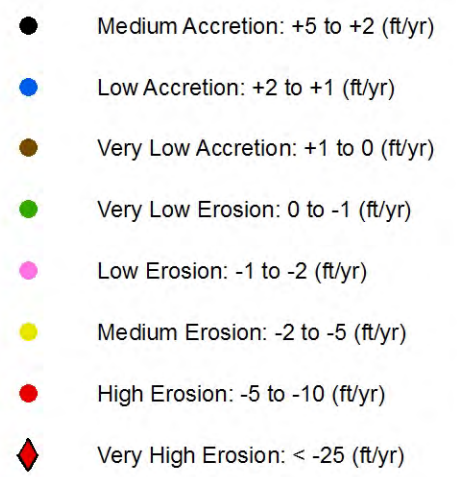 Medium Accretion: +5 to +2 (ft/yr)
Low Accretion: +2 to +1 (ft/yr)
Very Low Accretion: +1 to 0 (ft/yr)
Very Low Erosion: 0 to -1 (ft/yr)
Low Erosion: -1 to -2 (ft/yr)
Medium Erosion: -2 to -5 (ft/yr)
High Erosion: -5 to -10 (ft/yr)
Very High Erosion: < -25 (ft/yr)